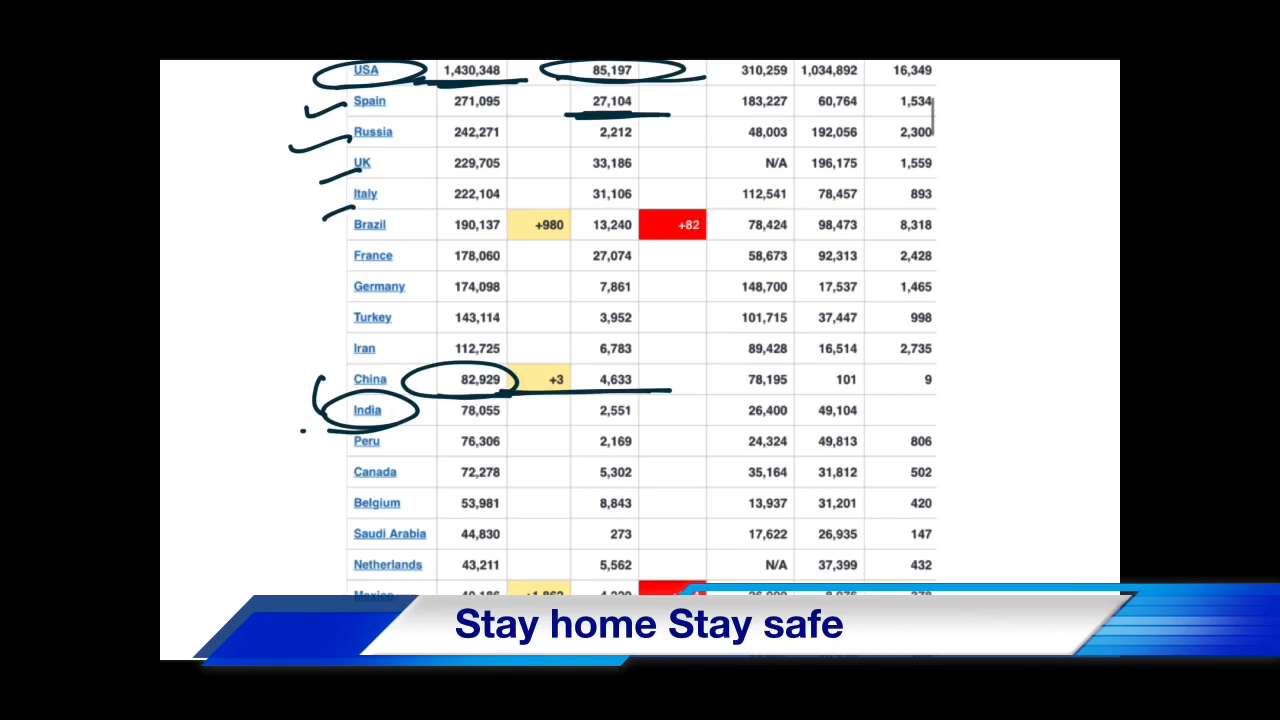 USA 1,430,348 85,197 310,259 1,034,892 16,349
Spain 271,095 27,104 183,227 60,764 1,534
Russia 242,271 2,212 48,003 192,056 2,300
UK 229,705 33,186 N/A 196,175 1,559
Italy 222,104 31,106 112,541 78,457 893
Brazil 190,137 +980 13,240 +82 78,424 98,473 8,318
France 178,060 27,074 58,673 92,313 2,428
Germany 174,098 7,861 148,700 17,537 1,465
Turkey 143,114 3,952 101,715 37,447 998
Iran 112,725 6,783 89,428 16,514 2,735
China 82,929 +3 4,633 78,195 101 9
India 78,055 2,551 26,400 49,104
Peru 76,306 2,169 24,324 49,813 806
Canada 72,278 5,302 35,164 31,812 502
Belgium 53,981 8,843 13,937 31,201 420
Saudi Arabia 44,830 273 17,622 26,935 147
Netherlands 43,211 5,562 N/A 37,399 432
Mexico
Stay home Stay safe